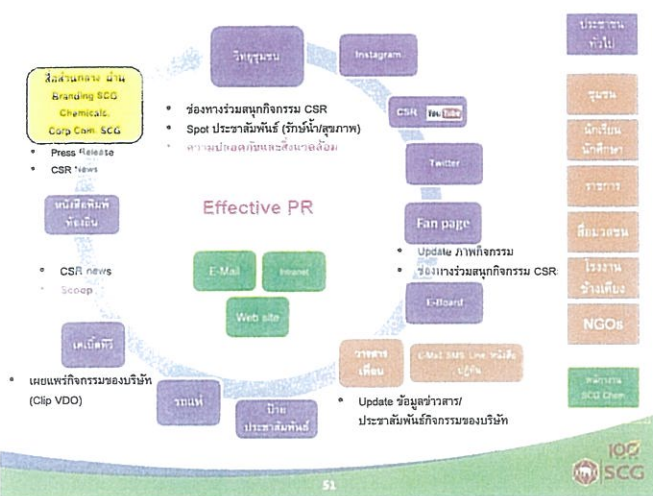 วิทยุชุมชน
Instagram
ประชาชน
ทั่วไป
สื่อส่วนกลาง ผ่าน
Branding SCG
Chemicals,
Corp Com. SCG
• Press Release
• CSR News
• ช่องทางร่วมสนุกกิจกรรม CSR
• Spot ประชาสัมพันธ์ (รักษ์น้ำ/สุขภาพ)
• ความปลอดภัยและสิ่งแวดล้อม
CSR YouTube
ชุมชน
Twitter
นักเรียน
นักศึกษา
หนังสือพิมพ์
ท้องถิ่น
Effective PR
ราชการ
Fan page
สื่อมวลชน
• Update ภาพกิจกรรม
• ช่องทางร่วมสนุกกิจกรรม CSR
• CSR news
• Scoop
E-Mail
Intranet
Web site
โรงงาน
ข้างเคียง
E-Board
NGOs
เคเบิ้ลทีวี
วารสาร
เพื่อน
E-Mail SMS Line หนังสือ
ปฏิทิน
• เผยแพร่กิจกรรมของบริษัท
(Clip VDO)
รถแห่
ป้าย
ประชาสัมพันธ์
• Update ข้อมูลข่าวสาร/
ประชาสัมพันธ์กิจกรรมของบริษัท
พนักงาน
SCG Chem
51
100
SCG